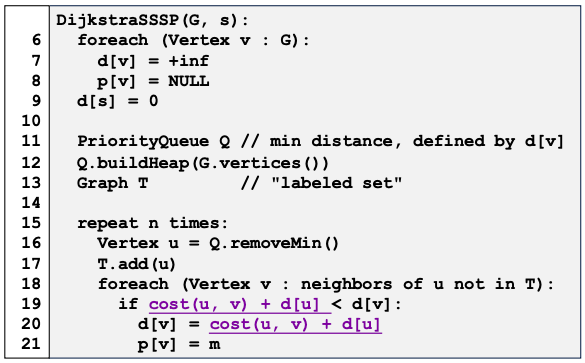 DijkstraSSSP(G, s):
6 foreach (Vertex v : G):
7 d[v] = +inf
8 p[v] = NULL
9 d[s] = 0
10
11 PriorityQueue Q // min distance, defined by d[v]
12 Q.buildHeap(G.vertices())
13 Graph T // "labeled set"
14
15 repeat n times:
16 Vertex u = Q.removeMin()
17 T.add(u)
18 foreach (Vertex v : neighbors of u not in T):
19 if cost(u, v) + d[u] < d[v]:
20 d[v] = cost(u, v) + d[u]
21 p[v] = m